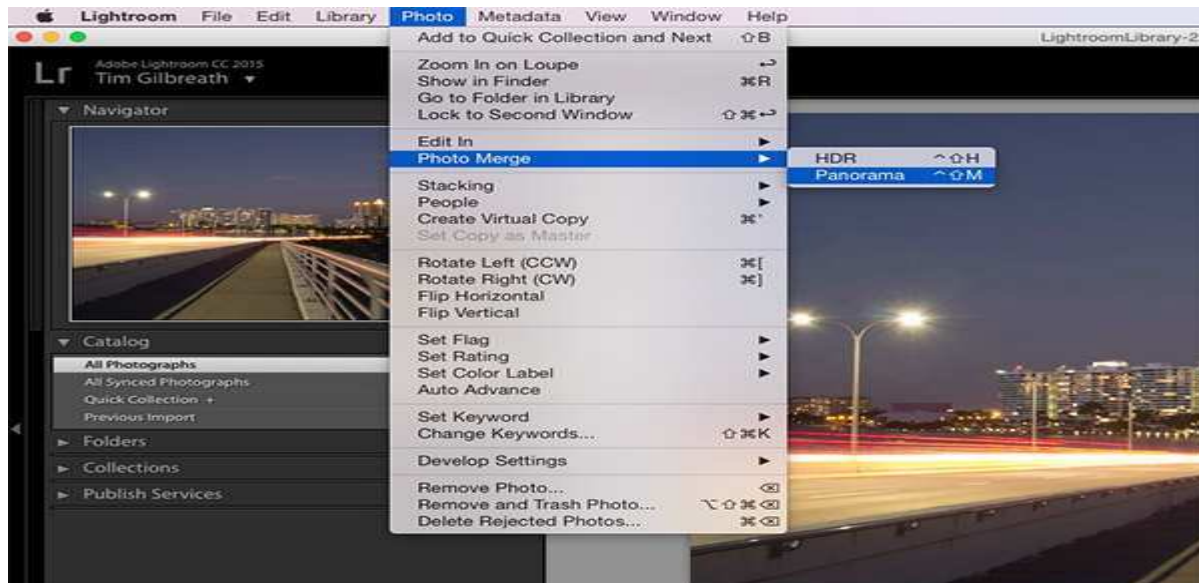 Lightroom File Edit Library Photo Metadata View Window Help
LightroomLibrary-2
Lr Adobe Lightroom CC 2015
Tim Gilbreath ▼
▼ Navigator
▼ Catalog
All Photographs
All Synced Photographs
Quick Collection +
Previous Import
► Folders
► Collections
► Publish Services
Add to Quick Collection and Next ⇧B
Zoom In on Loupe ↩
Show in Finder ⌘R
Go to Folder in Library
Lock to Second Window ⇧⌘↩
Edit In ▶
Photo Merge ▶
Stacking ▶
People ▶
Create Virtual Copy ⌘'
Set Copy as Master
Rotate Left (CCW) ⌘[
Rotate Right (CW) ⌘]
Flip Horizontal
Flip Vertical
Set Flag ▶
Set Rating ▶
Set Color Label ▶
Auto Advance
Set Keyword ▶
Change Keywords... ⇧⌘K
Develop Settings ▶
Remove Photo... ⌫
Remove and Trash Photo... ⌥⇧⌘⌫
Delete Rejected Photos... ⌘⌫
HDR ^⇧H
Panorama ^⇧M